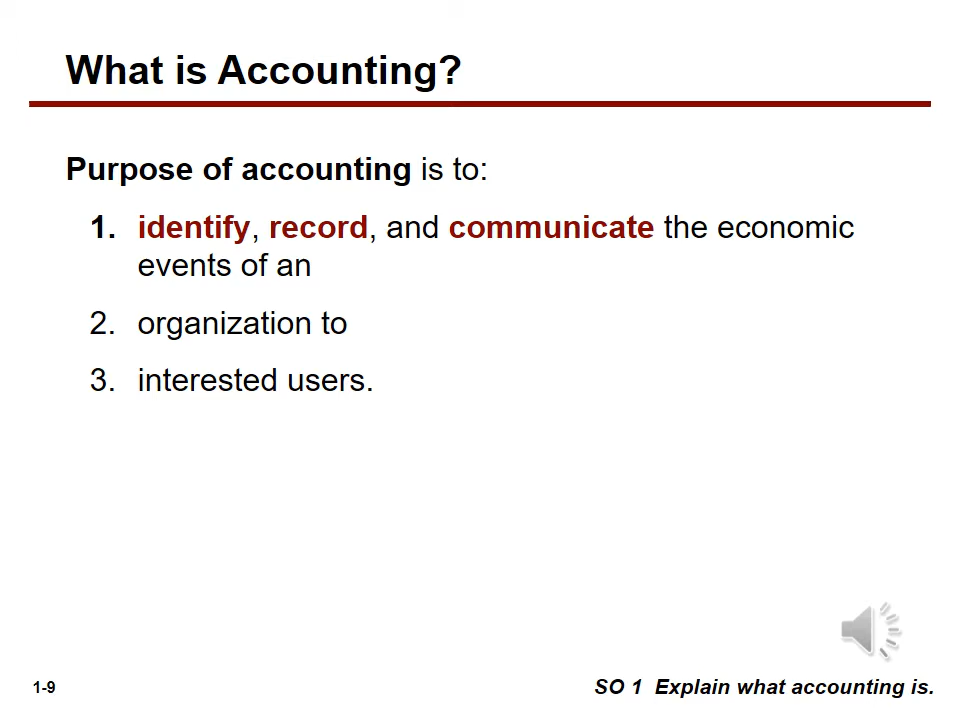 What is Accounting?
Purpose of accounting is to:
1. identify, record, and communicate the economic
events of an
2. organization to
3. interested users.
1-9
SO 1 Explain what accounting is.